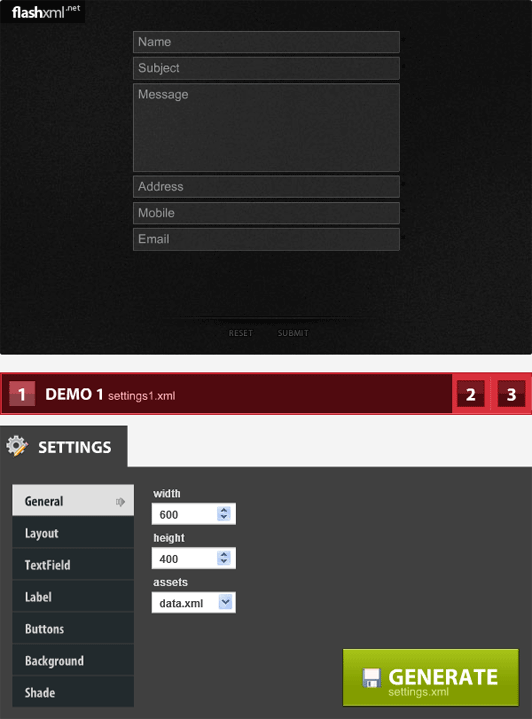 flashxml.net
Name
Subject
Message
Address
Mobile
Email
RESET SUBMIT
1 DEMO 1 settings1.xml 2 3
SETTINGS
General
Layout
TextField
Label
Buttons
Background
Shade
width
600
height
400
assets
data.xml
GENERATE
settings.xml